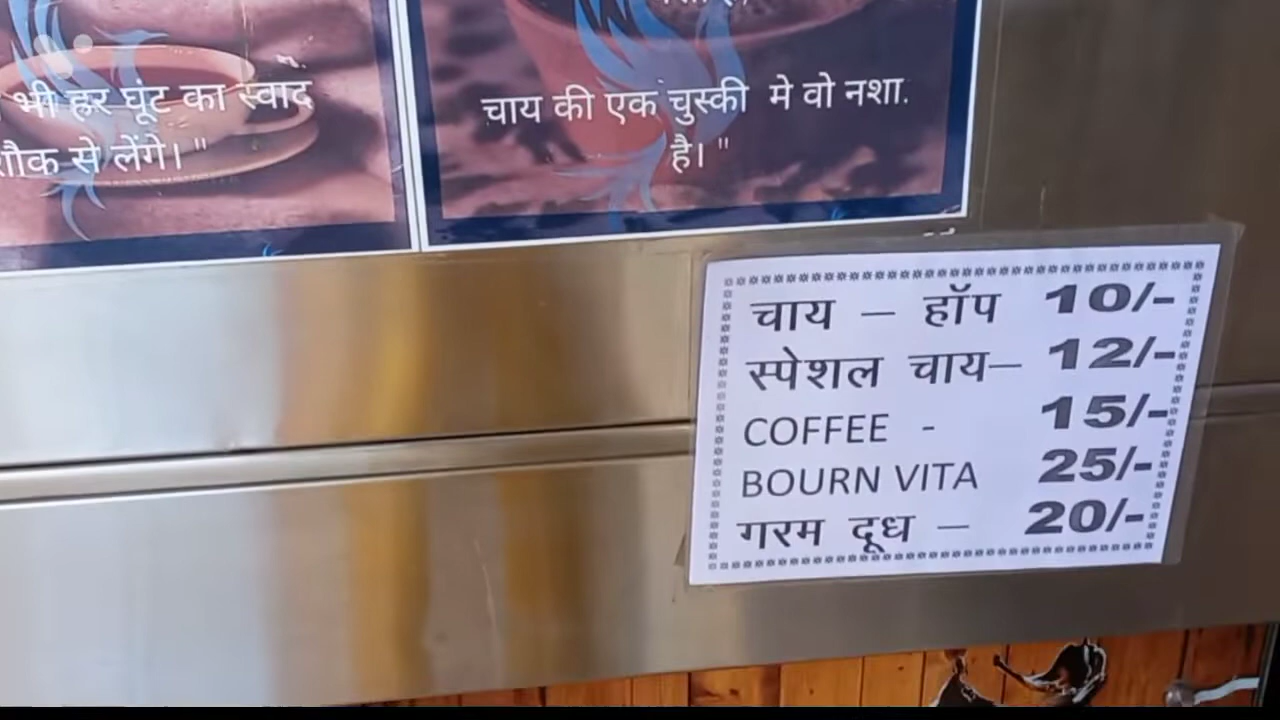 भी हर घूंट का स्वाद
से लेंगे। "
चाय की एक चुस्की मे वो नशा.
है। "
चाय – हॉप 10/-
स्पेशल चाय– 12/-
COFFEE - 15/-
BOURN VITA 25/-
गरम दूध – 20/-